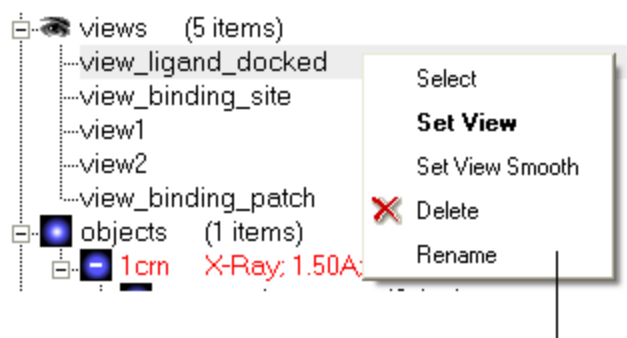 views (5 items)
view_ligand_docked
view_binding_site
view1
view2
view_binding_patch
objects (1 items)
1crn X-Ray; 1.50A;
Select
Set View
Set View Smooth
Delete
Rename